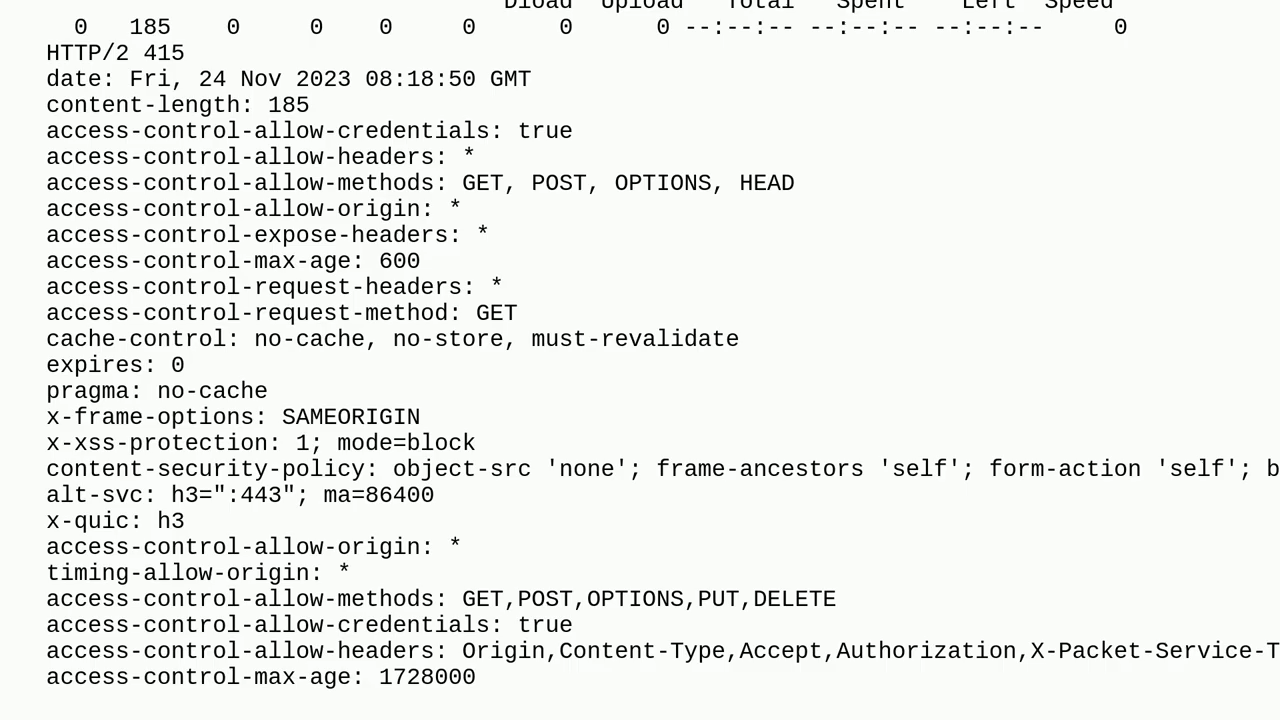 Dload  Upload   Total   Spent    Left  Speed
  0   185    0     0    0     0      0      0 --:--:-- --:--:-- --:--:--     0
HTTP/2 415
date: Fri, 24 Nov 2023 08:18:50 GMT
content-length: 185
access-control-allow-credentials: true
access-control-allow-headers: *
access-control-allow-methods: GET, POST, OPTIONS, HEAD
access-control-allow-origin: *
access-control-expose-headers: *
access-control-max-age: 600
access-control-request-headers: *
access-control-request-method: GET
cache-control: no-cache, no-store, must-revalidate
expires: 0
pragma: no-cache
x-frame-options: SAMEORIGIN
x-xss-protection: 1; mode=block
content-security-policy: object-src 'none'; frame-ancestors 'self'; form-action 'self'; b
alt-svc: h3=":443"; ma=86400
x-quic: h3
access-control-allow-origin: *
timing-allow-origin: *
access-control-allow-methods: GET,POST,OPTIONS,PUT,DELETE
access-control-allow-credentials: true
access-control-allow-headers: Origin,Content-Type,Accept,Authorization,X-Packet-Service-T
access-control-max-age: 1728000